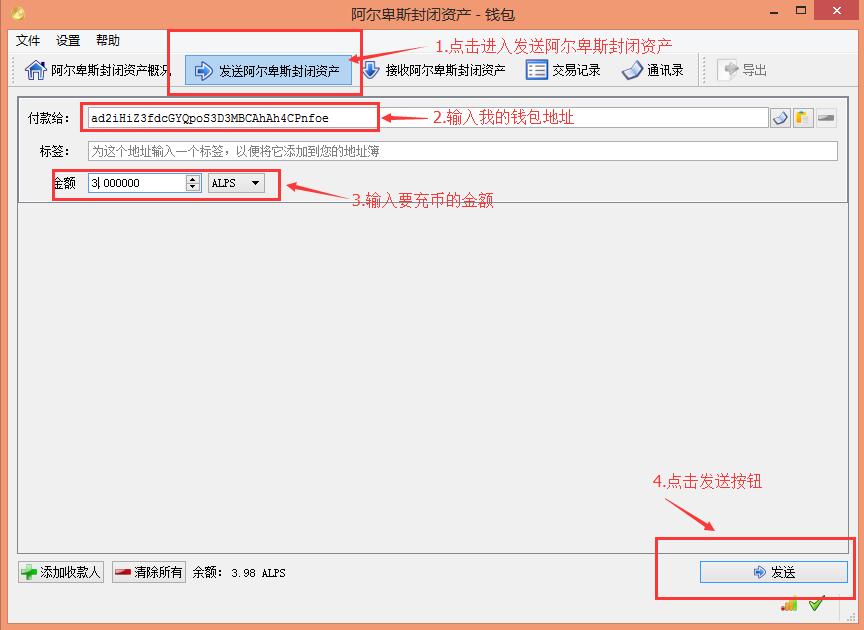 阿尔卑斯封闭资产 - 钱包
文件 设置 帮助
1.点击进入发送阿尔卑斯封闭资产
阿尔卑斯封闭资产概况 发送阿尔卑斯封闭资产 接收阿尔卑斯封闭资产 交易记录 通讯录 导出
付款给: ad2iHiZ3fdcGYQpoS3D3MBCAhAh4CPnfoe 2.输入我的钱包地址
标签: 为这个地址输入一个标签，以便将它添加到您的地址簿
金额 3.000000 ALPS
3.输入要充币的金额
4.点击发送按钮
添加收款人 清除所有 余额: 3.98 ALPS 发送